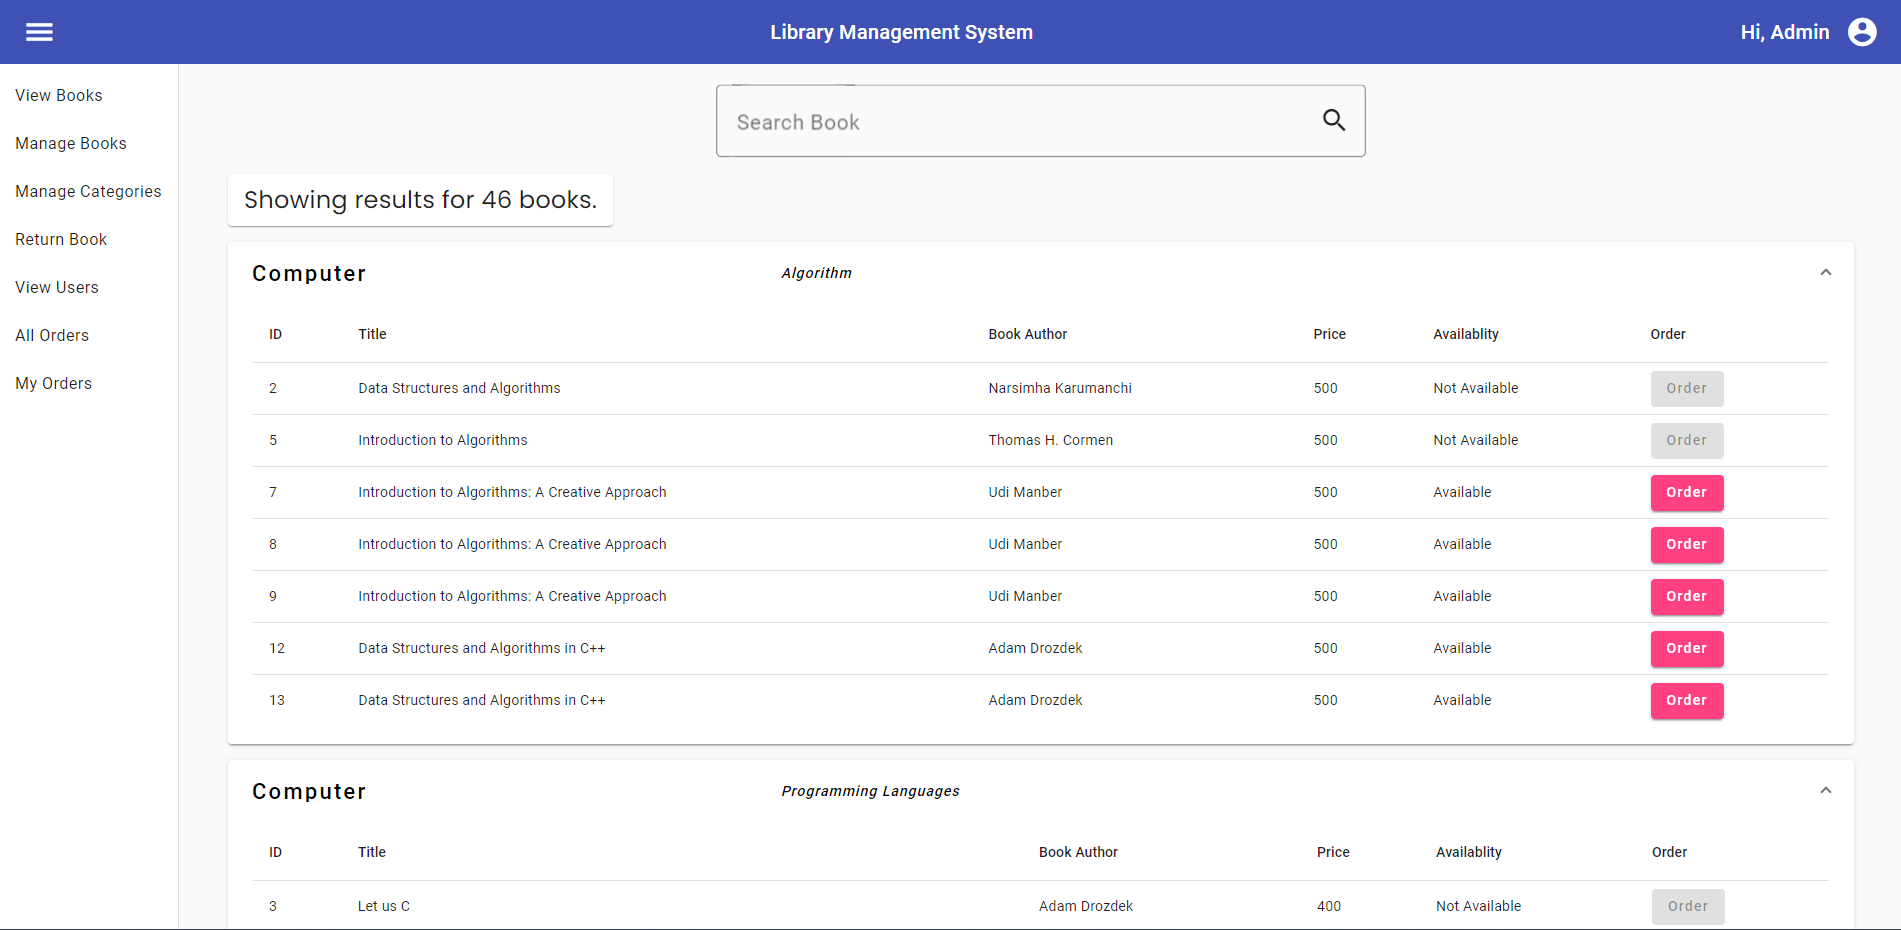 Library Management System
Hi, Admin
View Books
Manage Books
Manage Categories
Return Book
View Users
All Orders
My Orders
Search Book
Showing results for 46 books.
Computer Algorithm
ID Title Book Author Price Availablity Order
2 Data Structures and Algorithms Narsimha Karumanchi 500 Not Available Order
5 Introduction to Algorithms Thomas H. Cormen 500 Not Available Order
7 Introduction to Algorithms: A Creative Approach Udi Manber 500 Available Order
8 Introduction to Algorithms: A Creative Approach Udi Manber 500 Available Order
9 Introduction to Algorithms: A Creative Approach Udi Manber 500 Available Order
12 Data Structures and Algorithms in C++ Adam Drozdek 500 Available Order
13 Data Structures and Algorithms in C++ Adam Drozdek 500 Available Order
Computer Programming Languages
ID Title Book Author Price Availablity Order
3 Let us C Adam Drozdek 400 Not Available Order